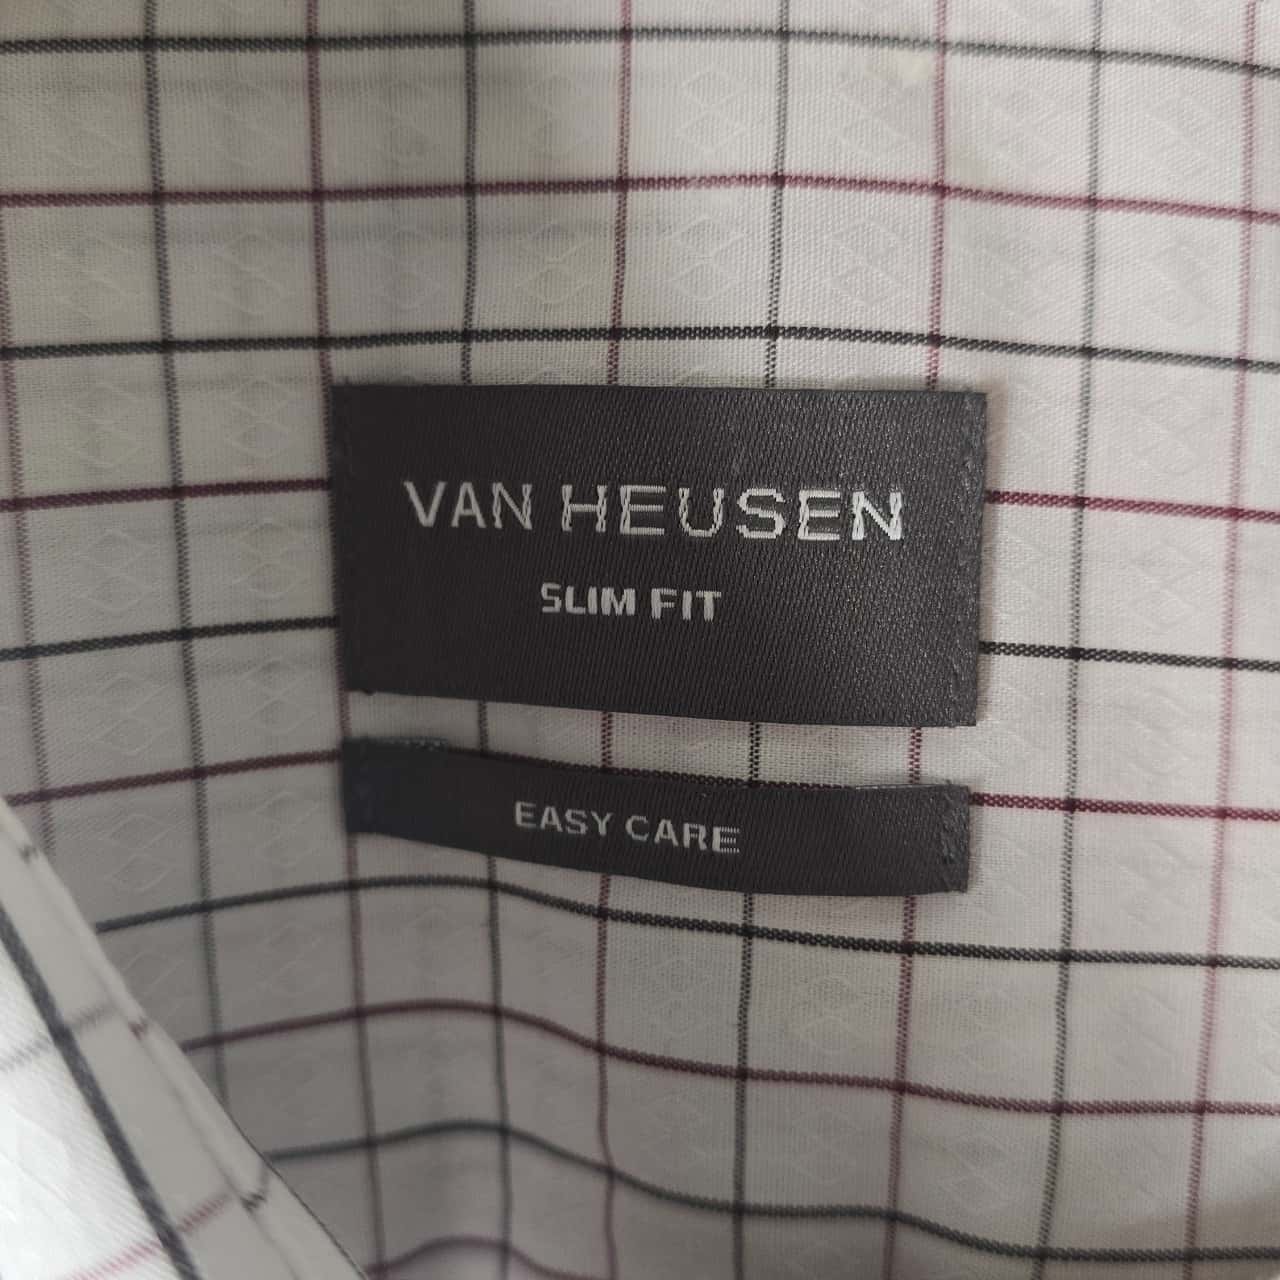 VAN HEUSEN
SLIM FIT
EASY CARE